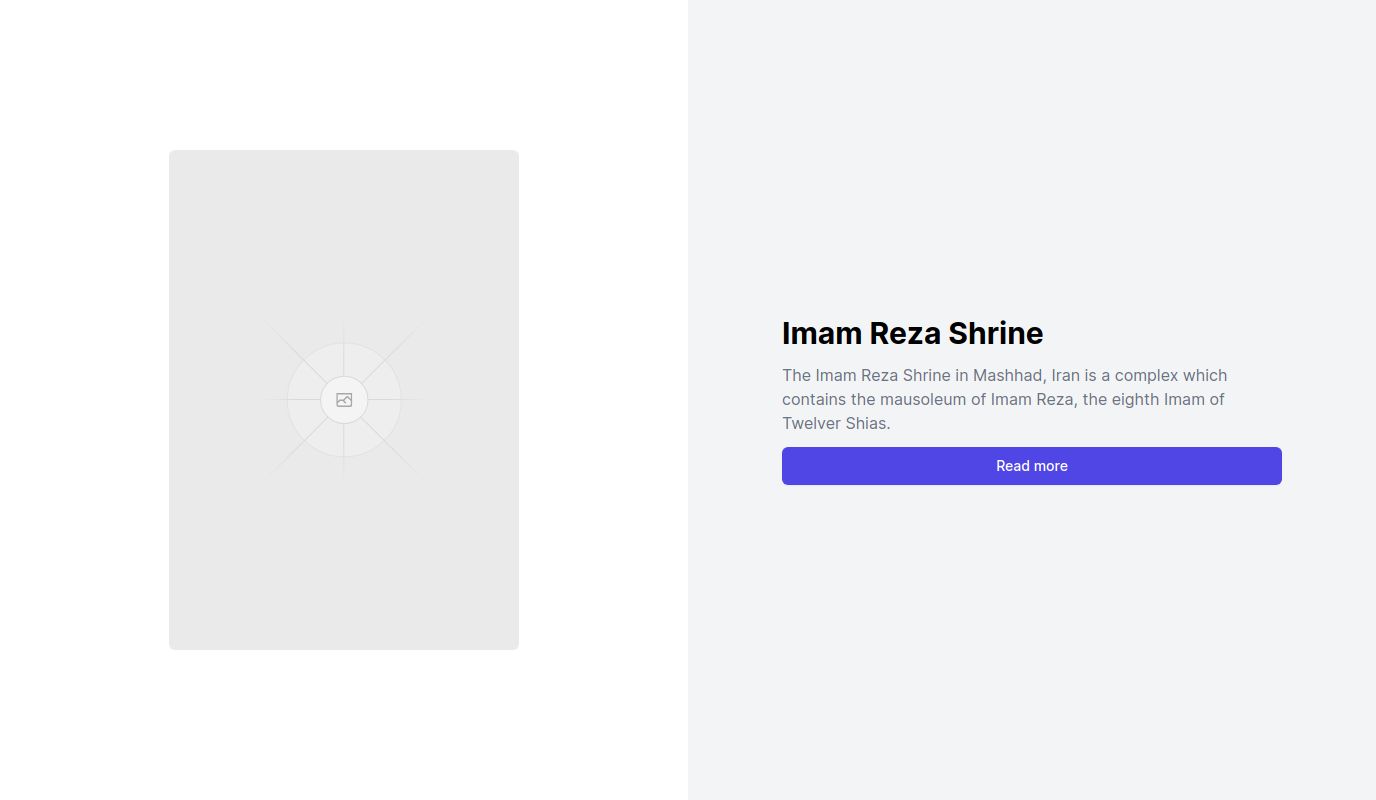 Imam Reza Shrine
The Imam Reza Shrine in Mashhad, Iran is a complex which
contains the mausoleum of Imam Reza, the eighth Imam of
Twelver Shias.
Read more